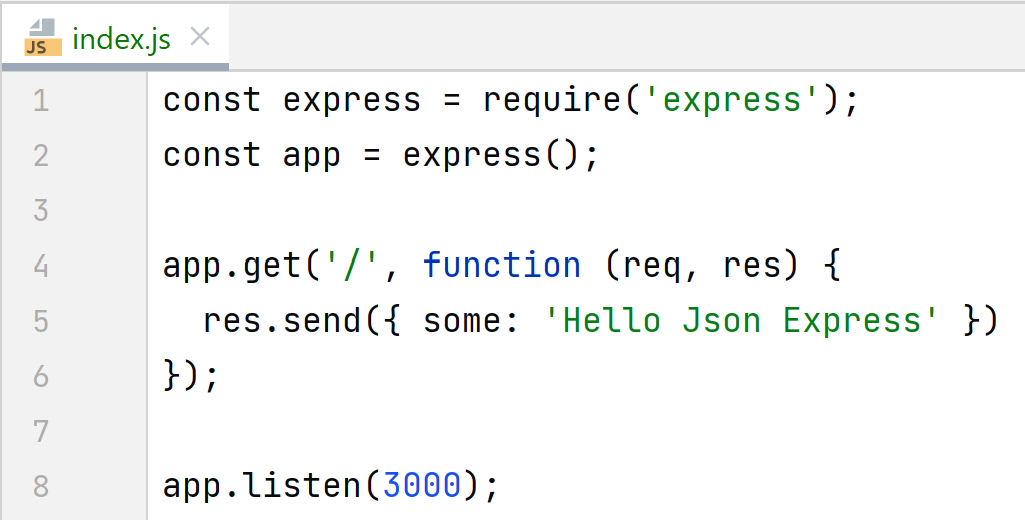 JS index.js
1 const express = require('express');
2 const app = express();
3
4 app.get('/', function (req, res) {
5   res.send({ some: 'Hello Json Express' })
6 });
7
8 app.listen(3000);